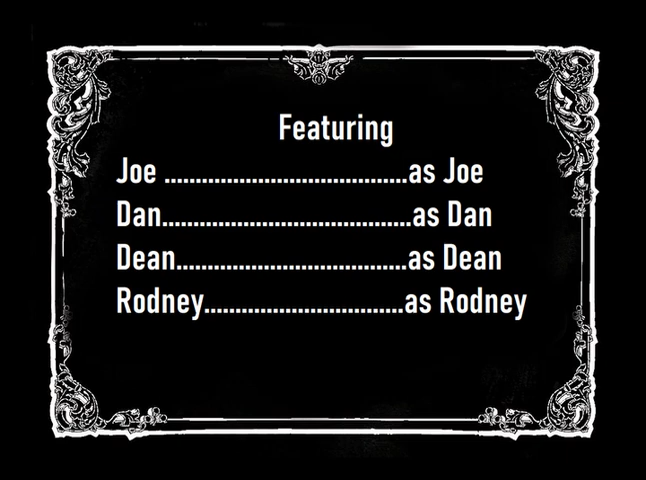 Featuring
Joe .......................................as Joe
Dan........................................as Dan
Dean.....................................as Dean
Rodney................................as Rodney